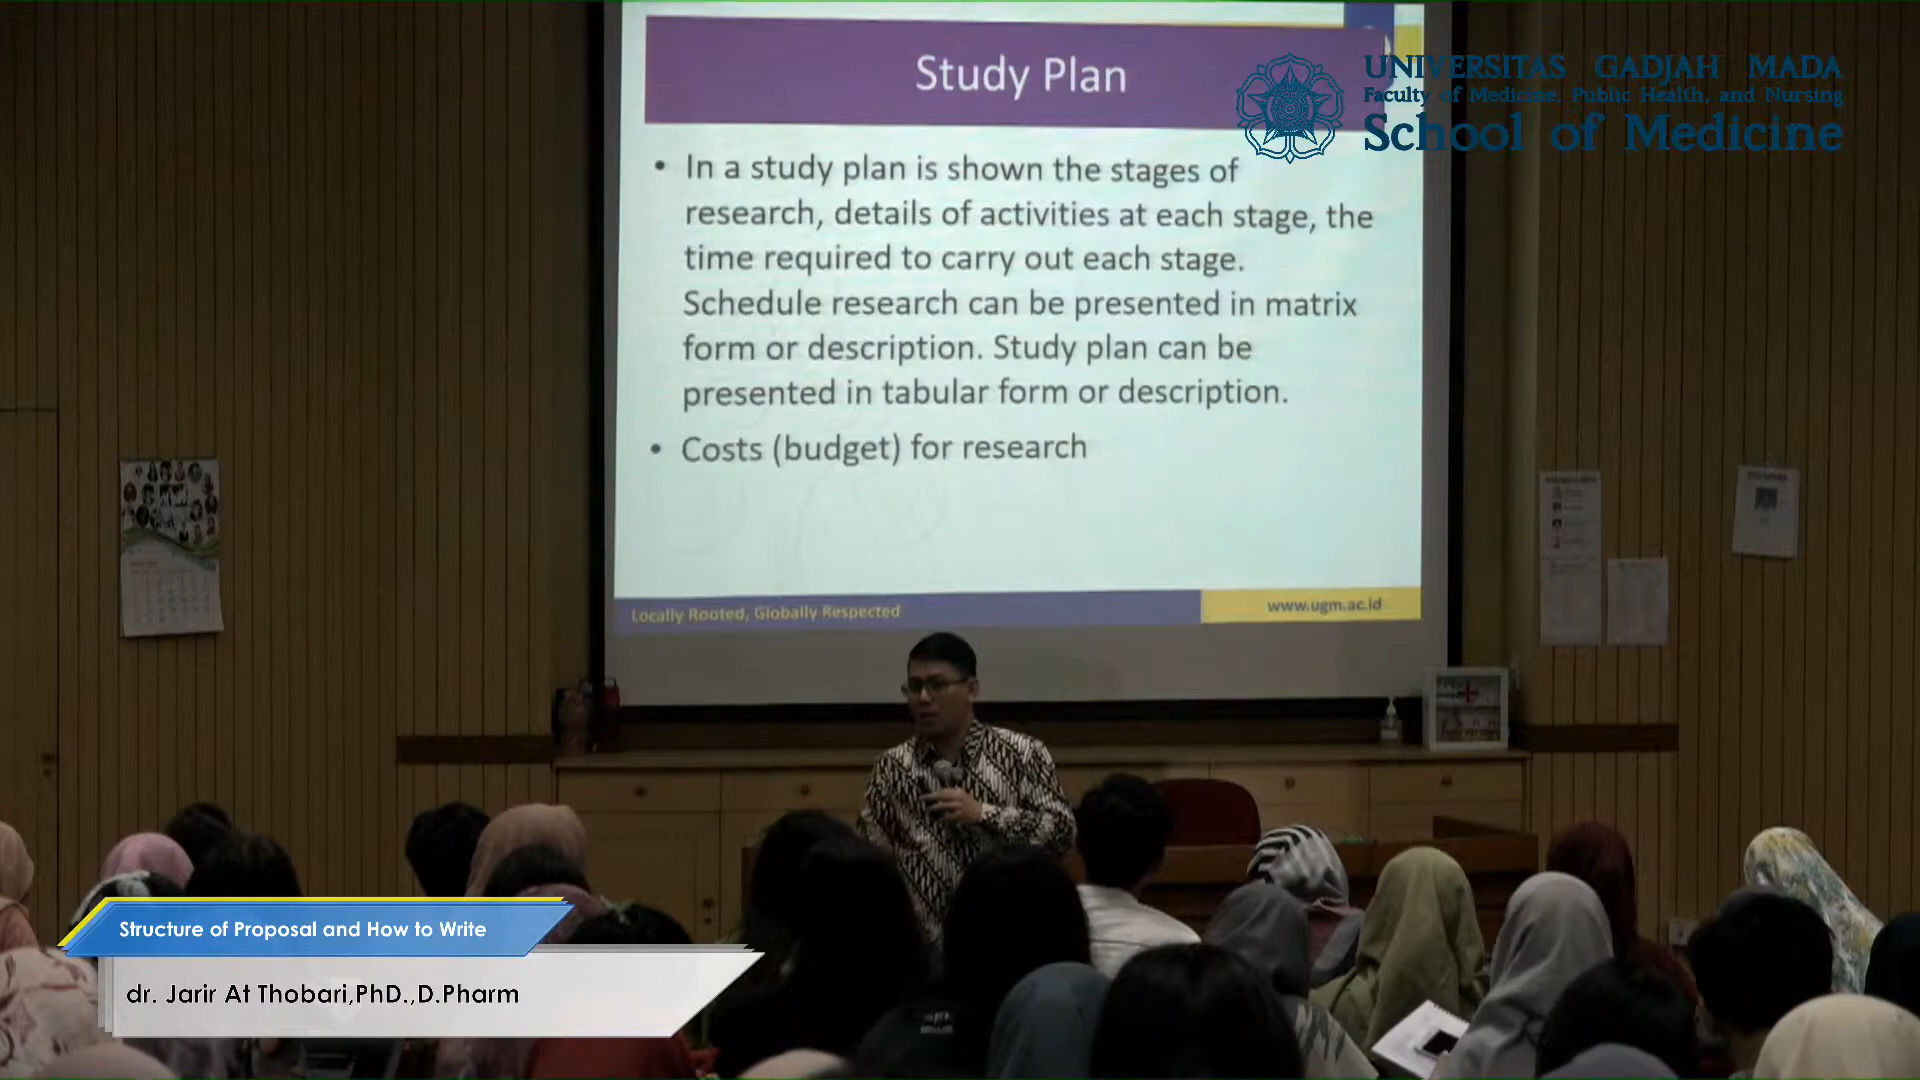 Study Plan
UNIVERSITAS GADJAH MADA
Faculty of Medicine, Public Health, and Nursing
School of Medicine
• In a study plan is shown the stages of
research, details of activities at each stage, the
time required to carry out each stage.
Schedule research can be presented in matrix
form or description. Study plan can be
presented in tabular form or description.
• Costs (budget) for research
Locally Rooted, Globally Respected
www.ugm.ac.id
Structure of Proposal and How to Write
dr. Jarir At Thobari,PhD.,D.Pharm